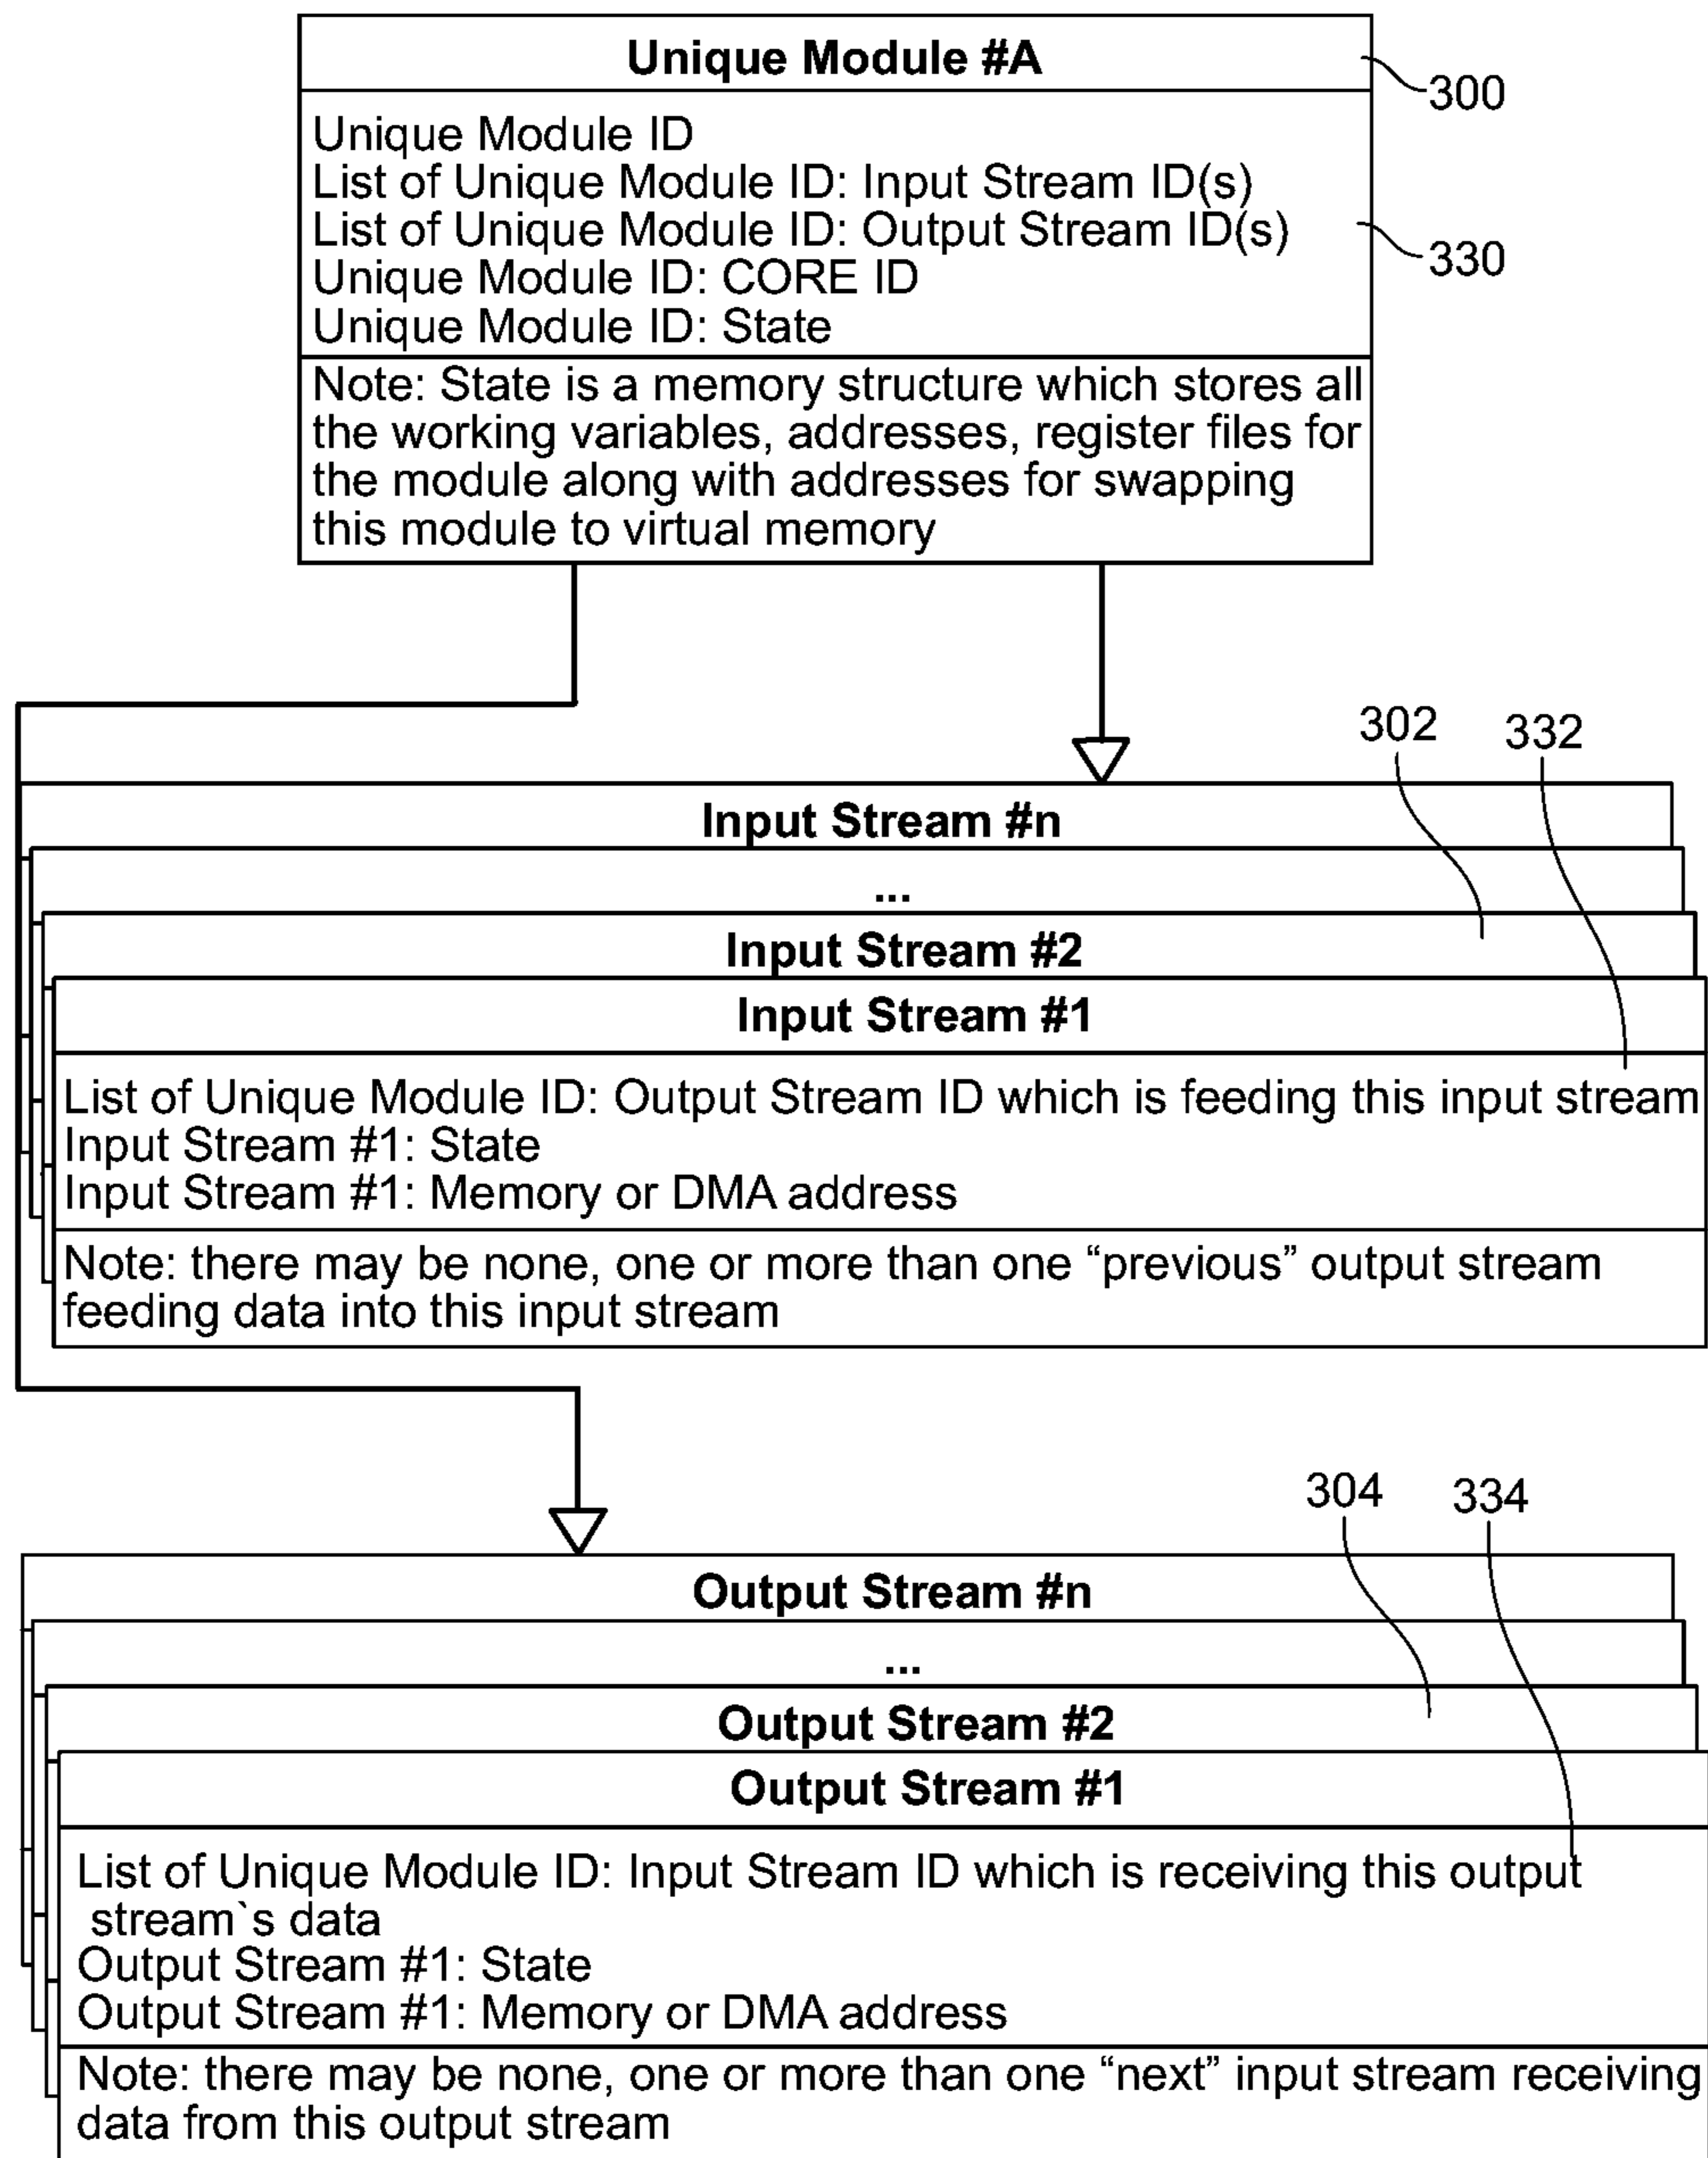 Unique Module #A
300
Unique Module ID
List of Unique Module ID: Input Stream ID(s)
List of Unique Module ID: Output Stream ID(s)
330
Unique Module ID: CORE ID
Unique Module ID: State
Note: State is a memory structure which stores all
the working variables, addresses, register files for
the module along with addresses for swapping
this module to virtual memory
302
332
Input Stream #n
...
Input Stream #2
Input Stream #1
List of Unique Module ID: Output Stream ID which is feeding this input stream
Input Stream #1: State
Input Stream #1: Memory or DMA address
Note: there may be none, one or more than one “previous” output stream
feeding data into this input stream
304
334
Output Stream #n
...
Output Stream #2
Output Stream #1
List of Unique Module ID: Input Stream ID which is receiving this output
stream`s data
Output Stream #1: State
Output Stream #1: Memory or DMA address
Note: there may be none, one or more than one “next” input stream receiving
data from this output stream